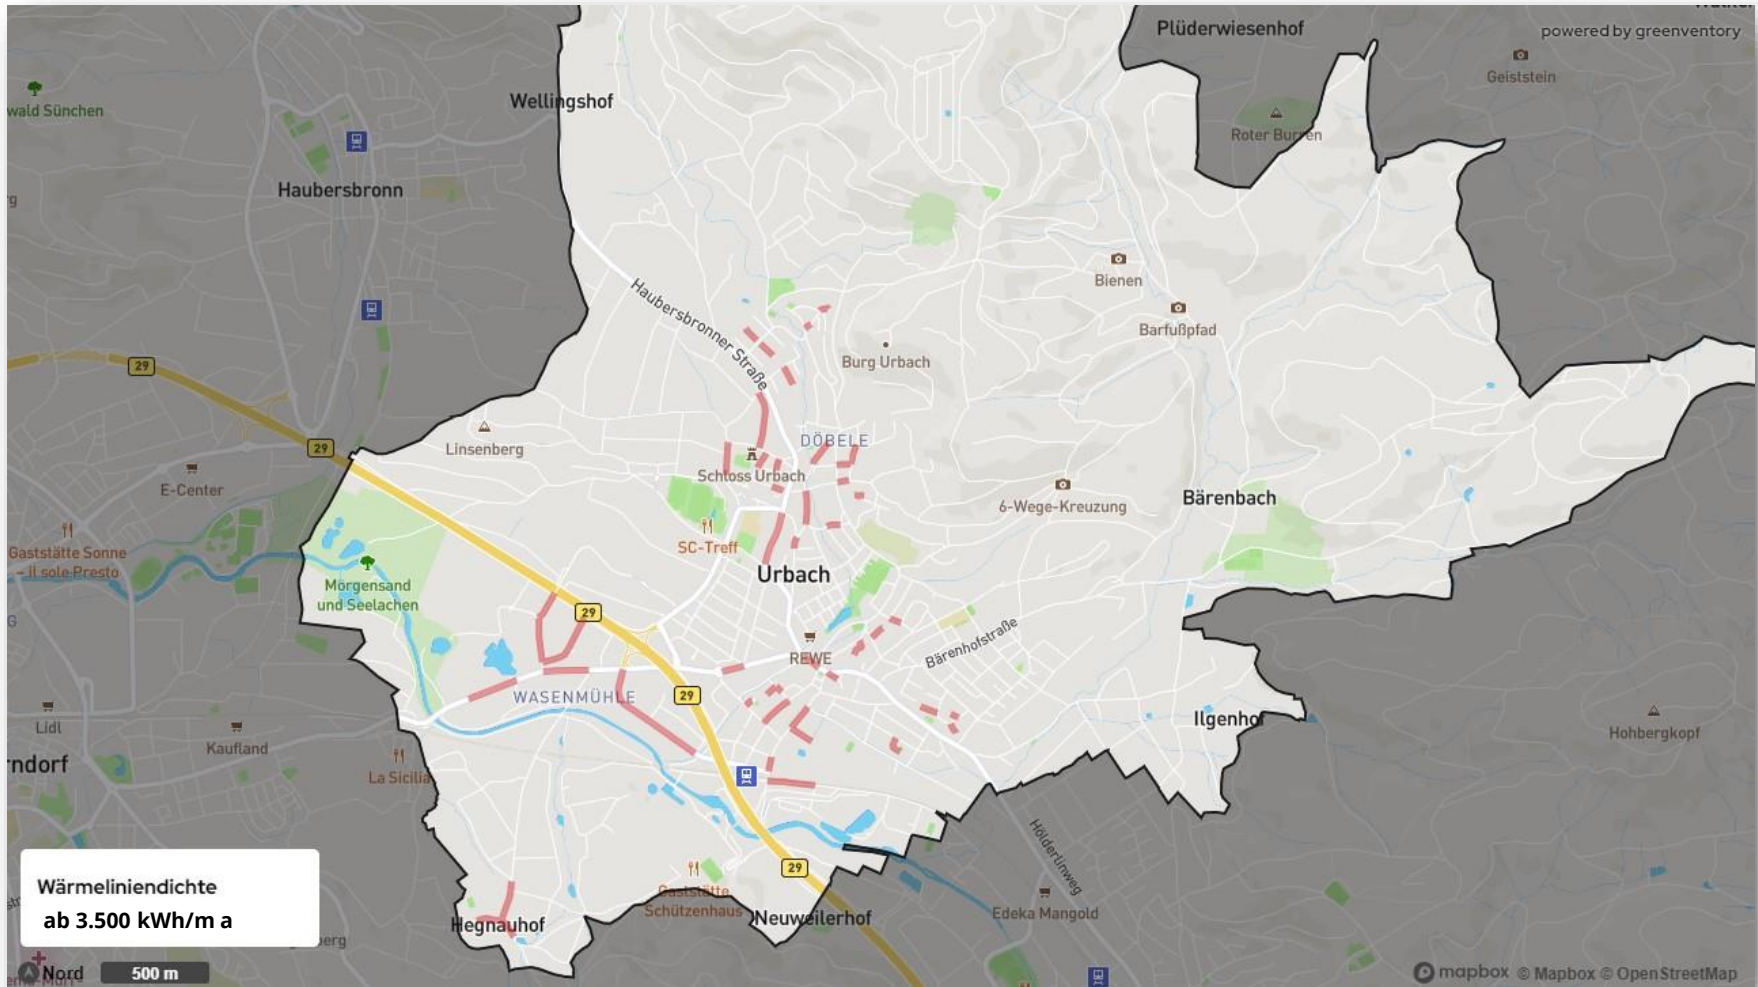 Plüderwiesenhof
powered by greenventory
Geiststein
wald Sünchen
Wellingshof
Roter Burren
Haubersbronn
Bienen
Haubersbronner Straße
Barfußpfad
Burg Urbach
29
29
Linsenberg
DÖBELE
Schloss Urbach
E-Center
6-Wege-Kreuzung
Bärenbach
SC-Treff
Gaststätte Sonne
– il sole Presto
Urbach
Morgensand
und Seelachen
29
Bärenhofstraße
REWE
WASENMÜHLE
29
Ilgenhof
Lidl
Kaufland
Hohbergkopf
rndorf
La Sicilia
Hölderlinweg
29
Wärmeliniendichte
ab 3.500 kWh/m a
Gaststätte
Schützenhaus
Neuweilerhof
Edeka Mangold
Hegnauhof
berg
Nord
500 m
mapbox © Mapbox © OpenStreetMap